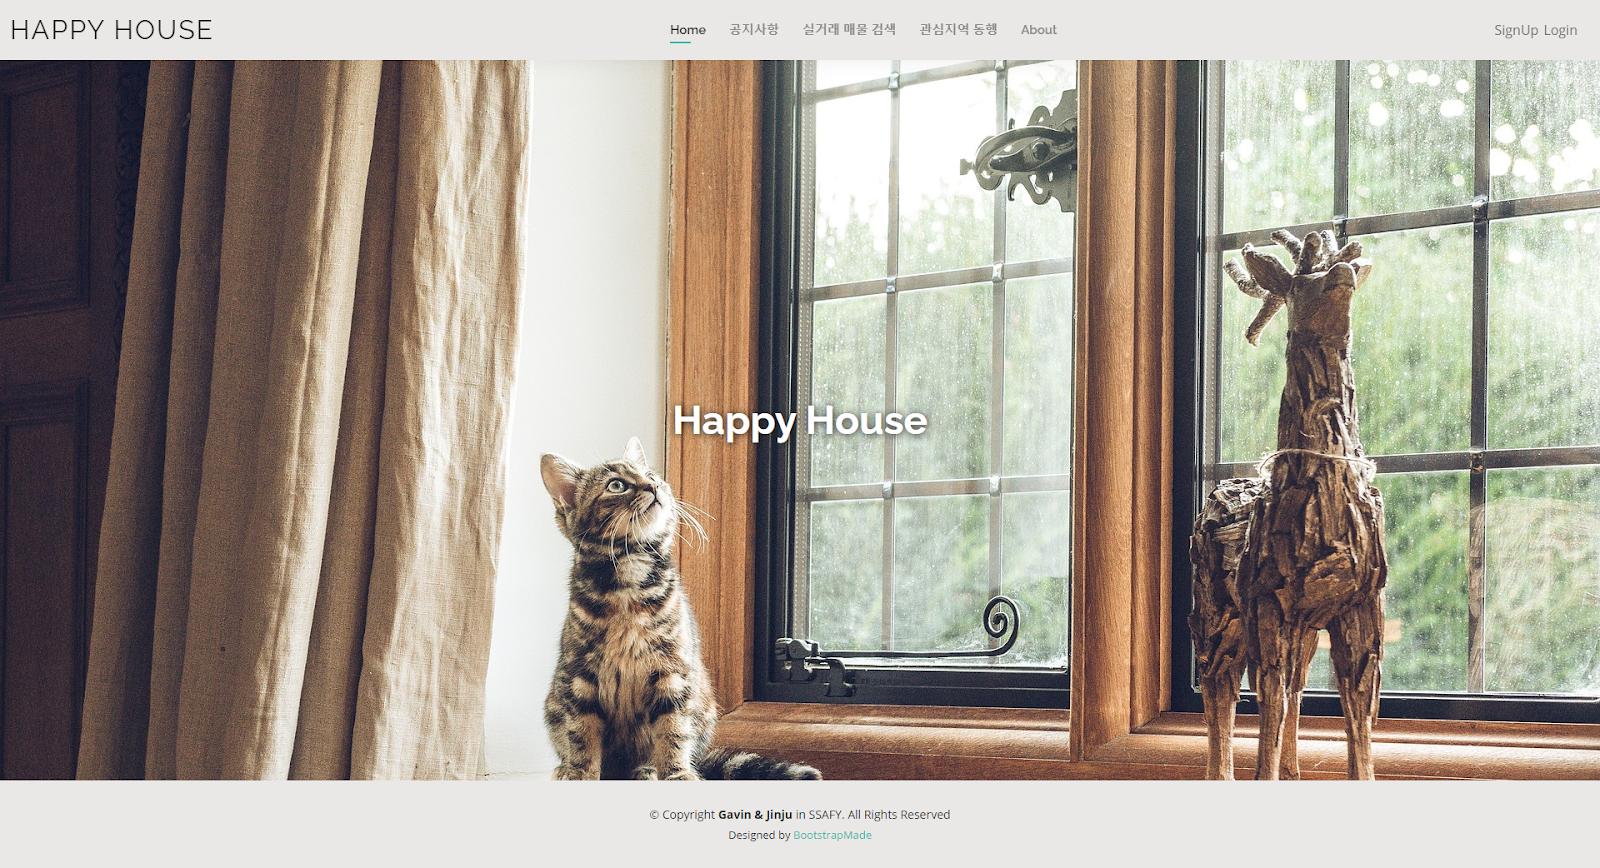 HAPPY HOUSE
Home 공지사항 실거래 매물 검색 관심지역 동행 About
SignUp Login
Happy House
© Copyright Gavin & Jinju in SSAFY. All Rights Reserved
Designed by BootstrapMade